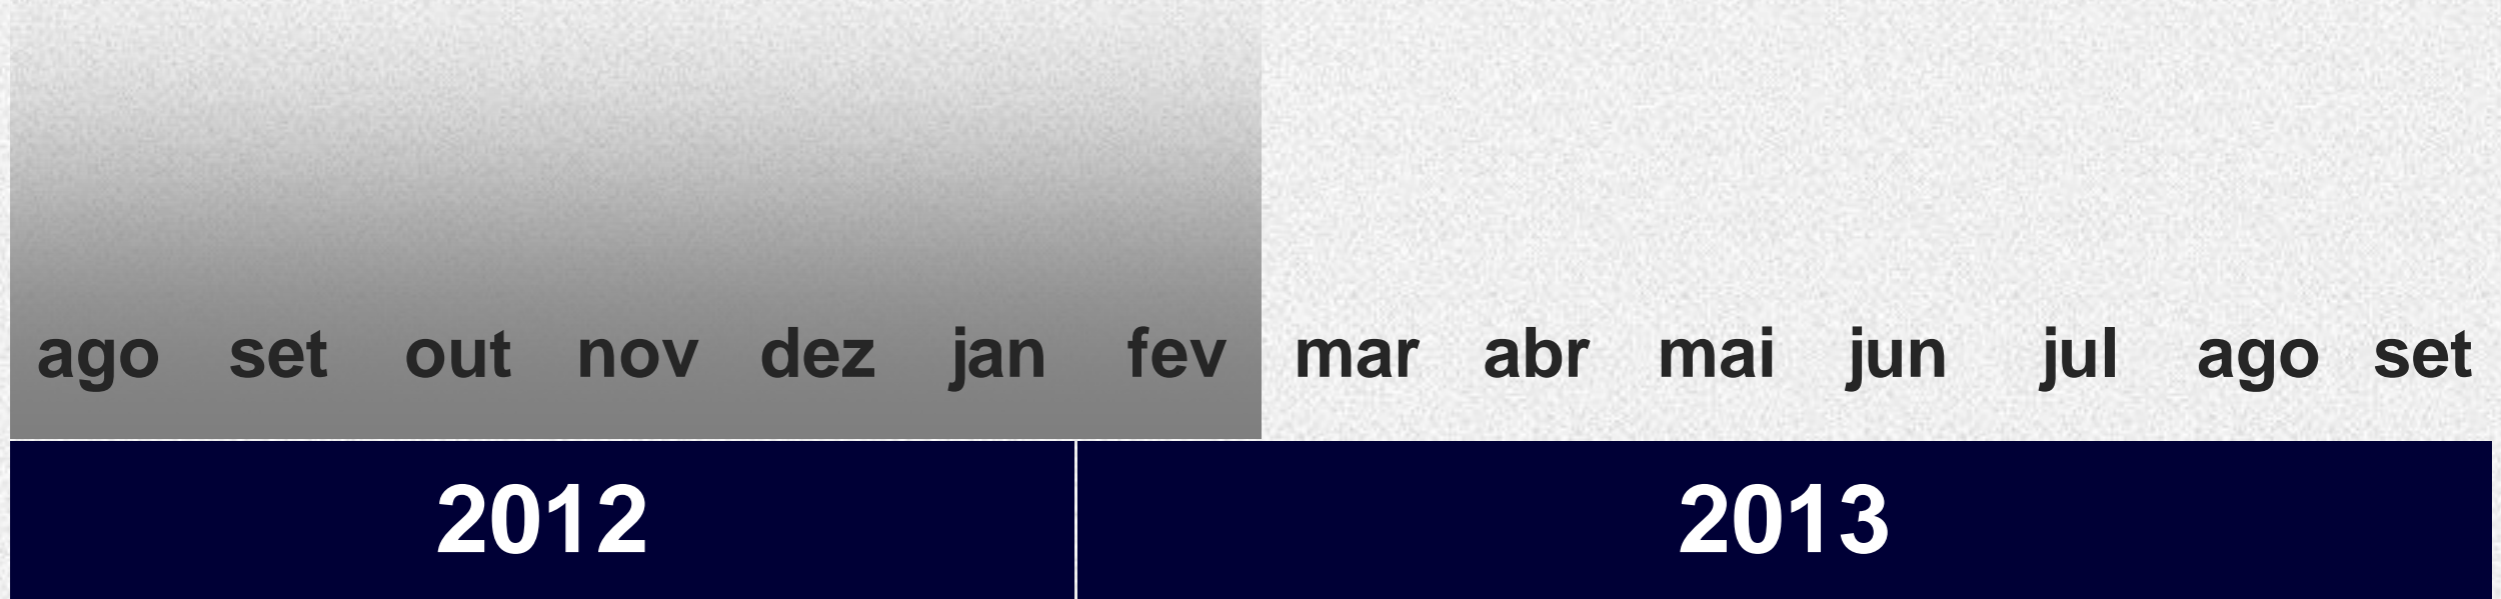 ago set out nov dez jan fev mar abr mai jun jul ago set
2012 2013